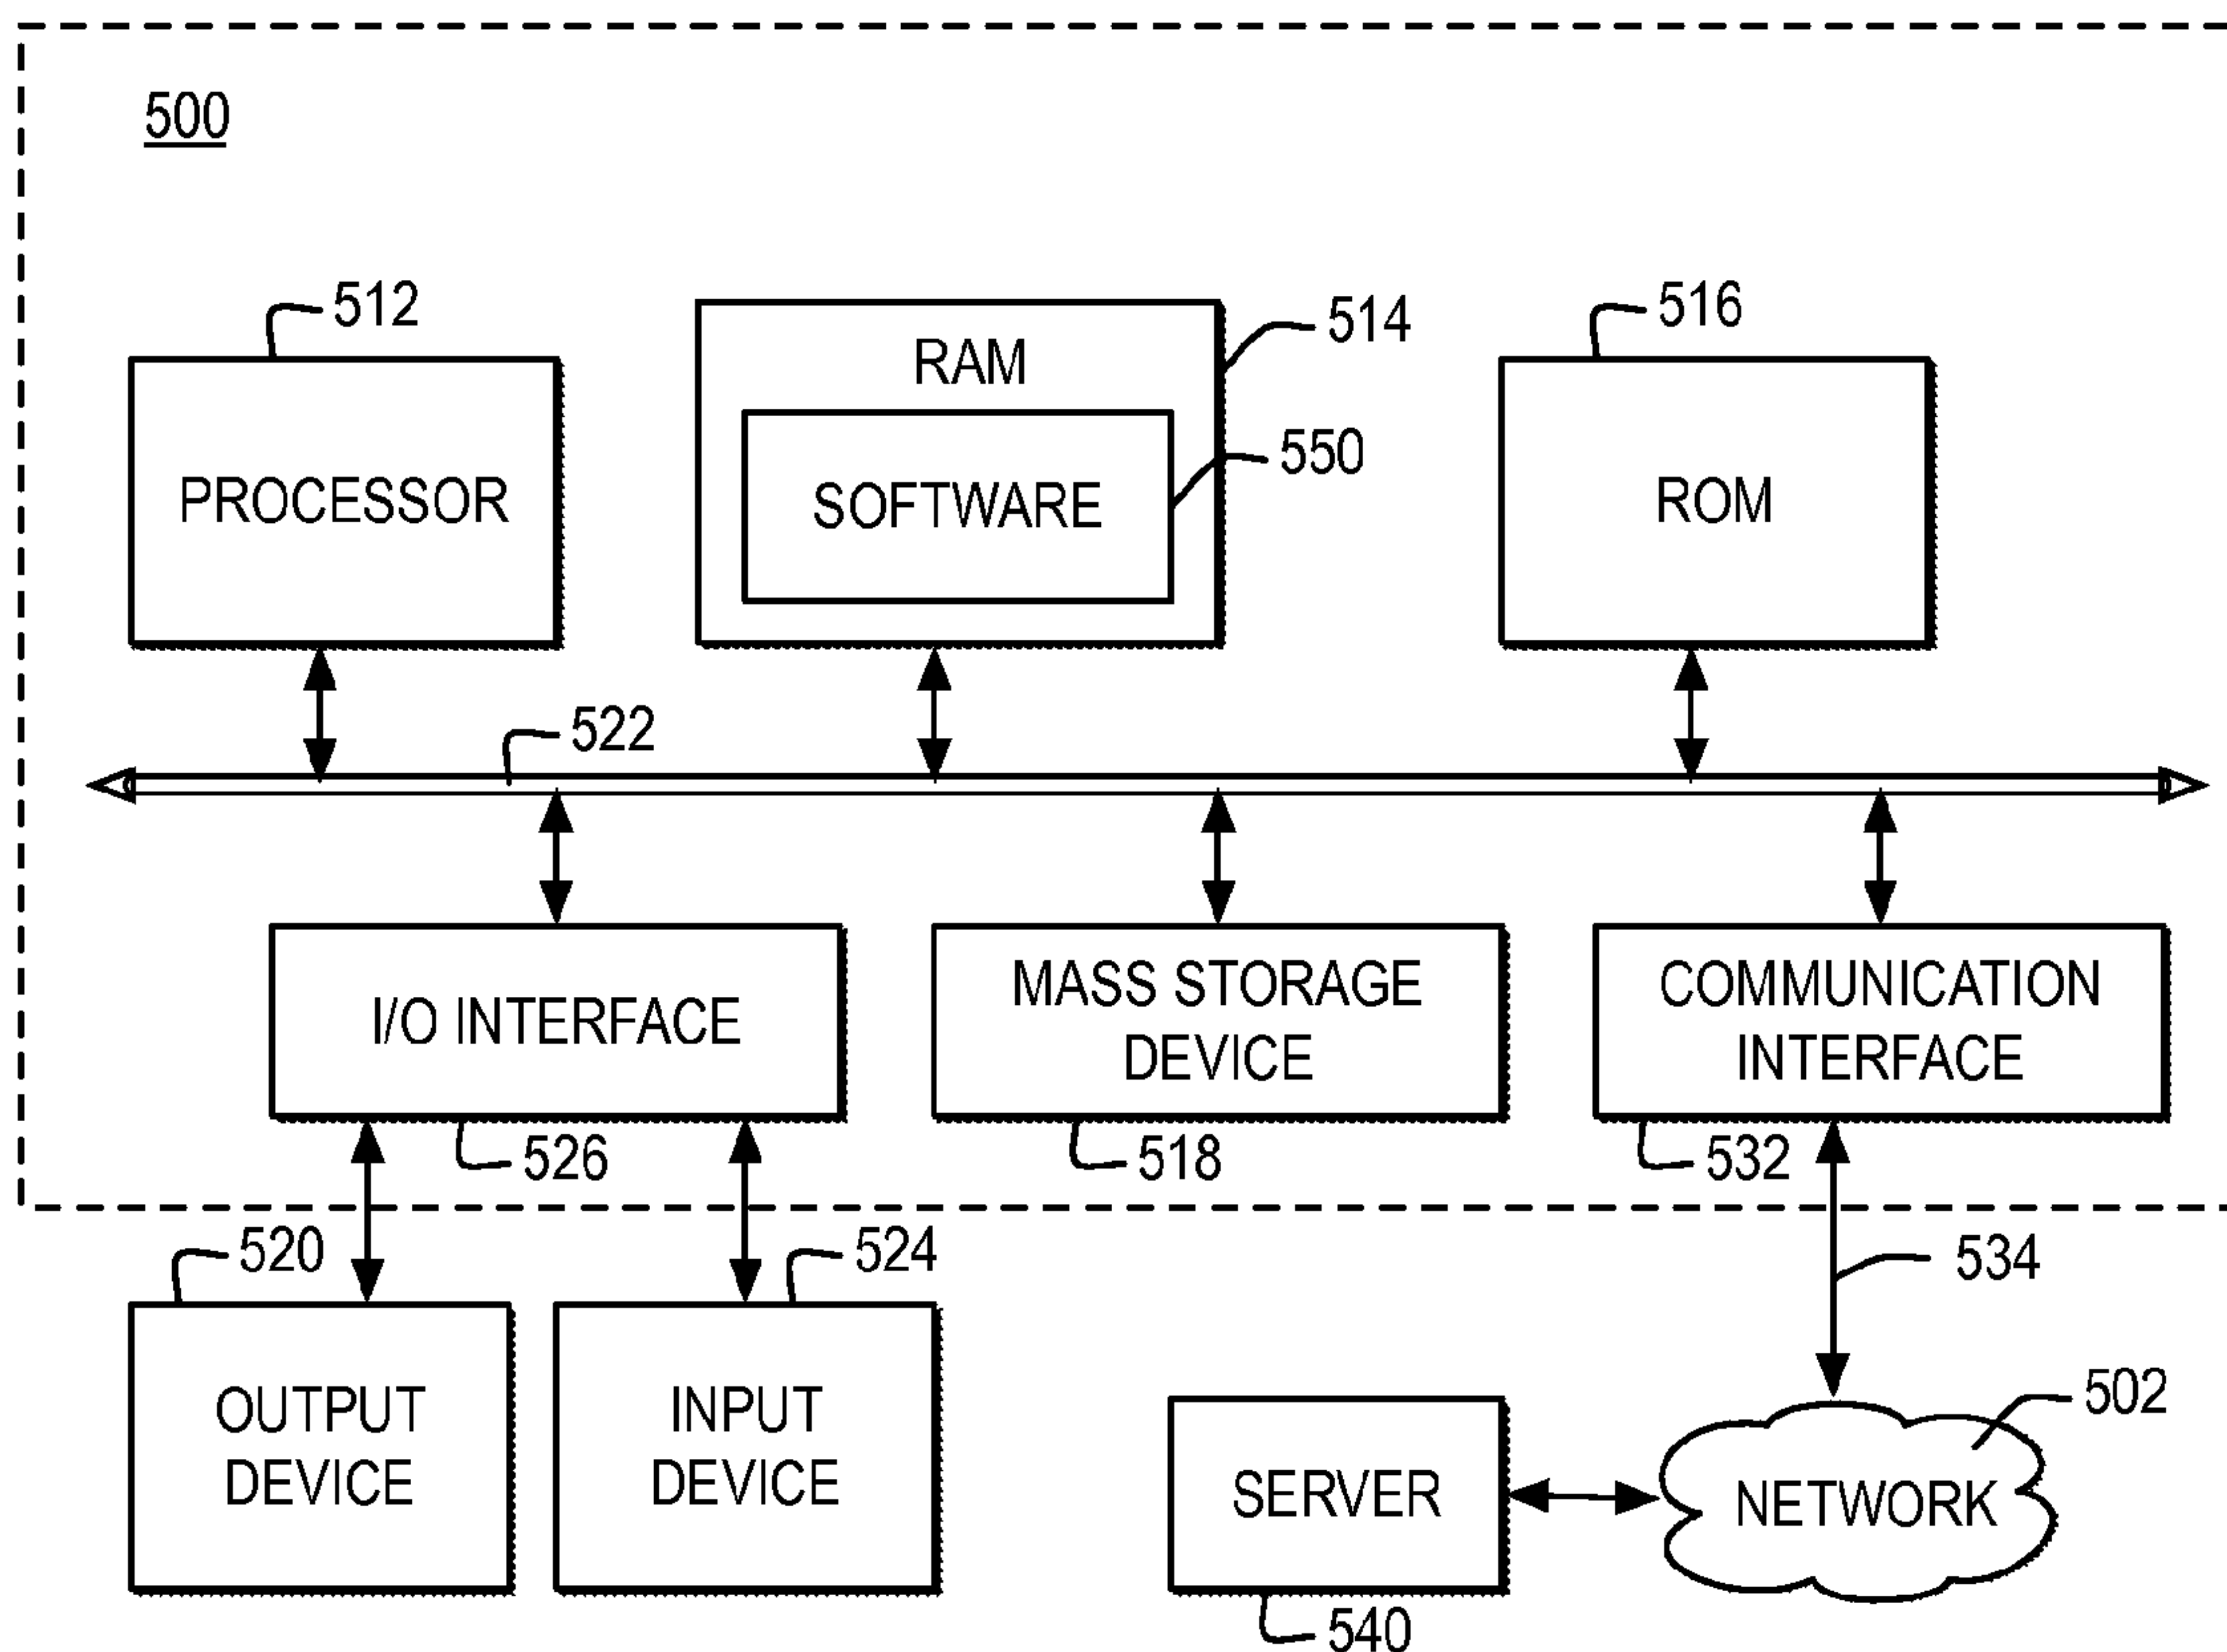 500
512
514
516
RAM
PROCESSOR
SOFTWARE
550
ROM
522
I/O INTERFACE
MASS STORAGE
DEVICE
COMMUNICATION
INTERFACE
526
518
532
520
524
534
OUTPUT
DEVICE
INPUT
DEVICE
SERVER
502
NETWORK
540